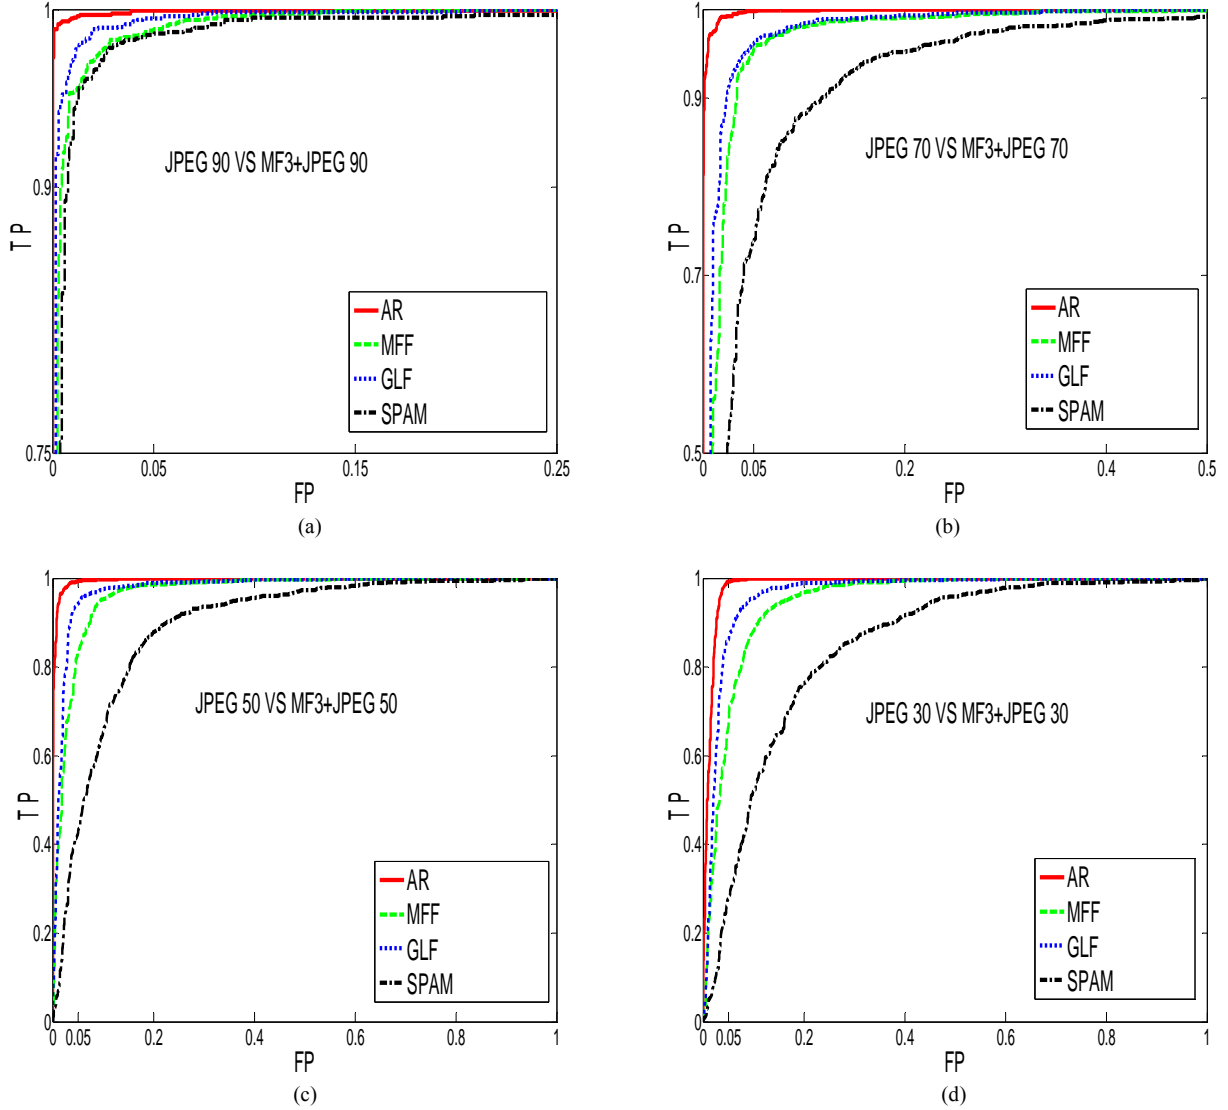 1
0.9
0.75
T P
JPEG 90 VS MF3+JPEG 90
AR
MFF
GLF
SPAM
0 0.05 0.15 0.25
FP
(a)
1
0.9
0.7
0.5
T P
JPEG 70 VS MF3+JPEG 70
AR
MFF
GLF
SPAM
0 0.05 0.2 0.4 0.5
FP
(b)
1
0.8
0.6
0.4
0.2
0
T P
JPEG 50 VS MF3+JPEG 50
AR
MFF
GLF
SPAM
0 0.05 0.2 0.4 0.6 0.8 1
FP
(c)
1
0.8
0.6
0.4
0.2
0
T P
JPEG 30 VS MF3+JPEG 30
AR
MFF
GLF
SPAM
0 0.05 0.2 0.4 0.6 0.8 1
FP
(d)